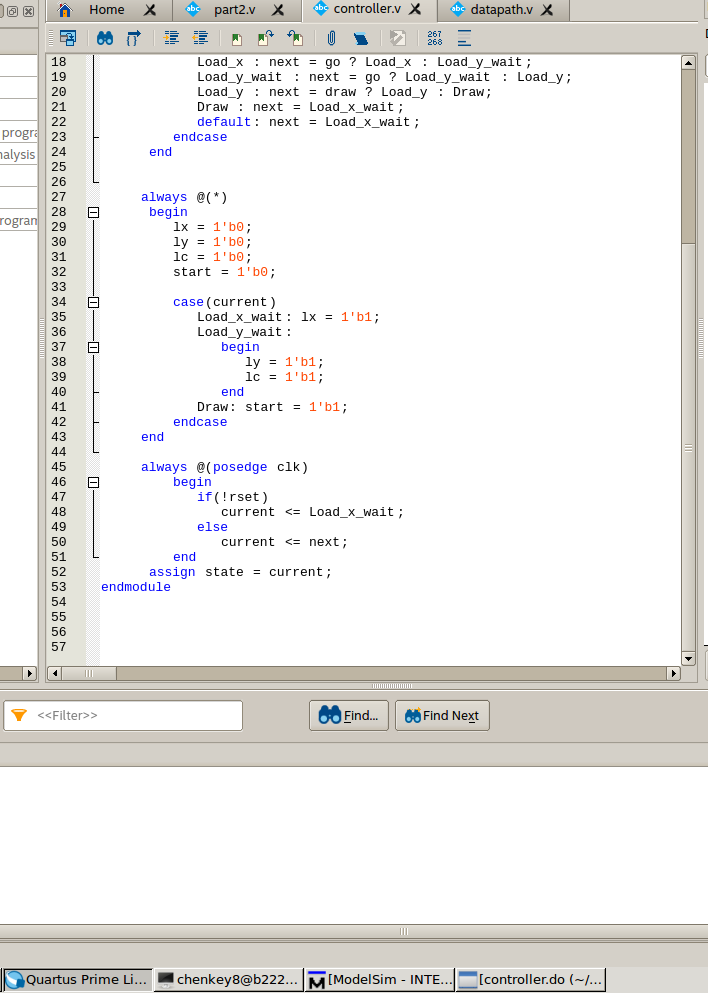 Home
part2.v
controller.v
datapath.v
267
268
18 Load_x : next = go ? Load_x : Load_y_wait;
19 Load_y_wait : next = go ? Load_y_wait : Load_y;
20 Load_y : next = draw ? Load_y : Draw;
21 Draw : next = Load_x_wait;
22 default: next = Load_x_wait;
23 endcase
24 end
25
26
27 always @(*)
28 begin
29 lx = 1'b0;
30 ly = 1'b0;
31 lc = 1'b0;
32 start = 1'b0;
33
34 case(current)
35 Load_x_wait: lx = 1'b1;
36 Load_y_wait:
37 begin
38 ly = 1'b1;
39 lc = 1'b1;
40 end
41 Draw: start = 1'b1;
42 endcase
43 end
44
45 always @(posedge clk)
46 begin
47 if(!rset)
48 current <= Load_x_wait;
49 else
50 current <= next;
51 end
52 assign state = current;
53 endmodule
54
55
56
57
progra
nalysis
rogram
<<Filter>>
Find...
Find Next
Quartus Prime Li...
chenkey8@b222...
[ModelSim - INTE...
[controller.do (~/...